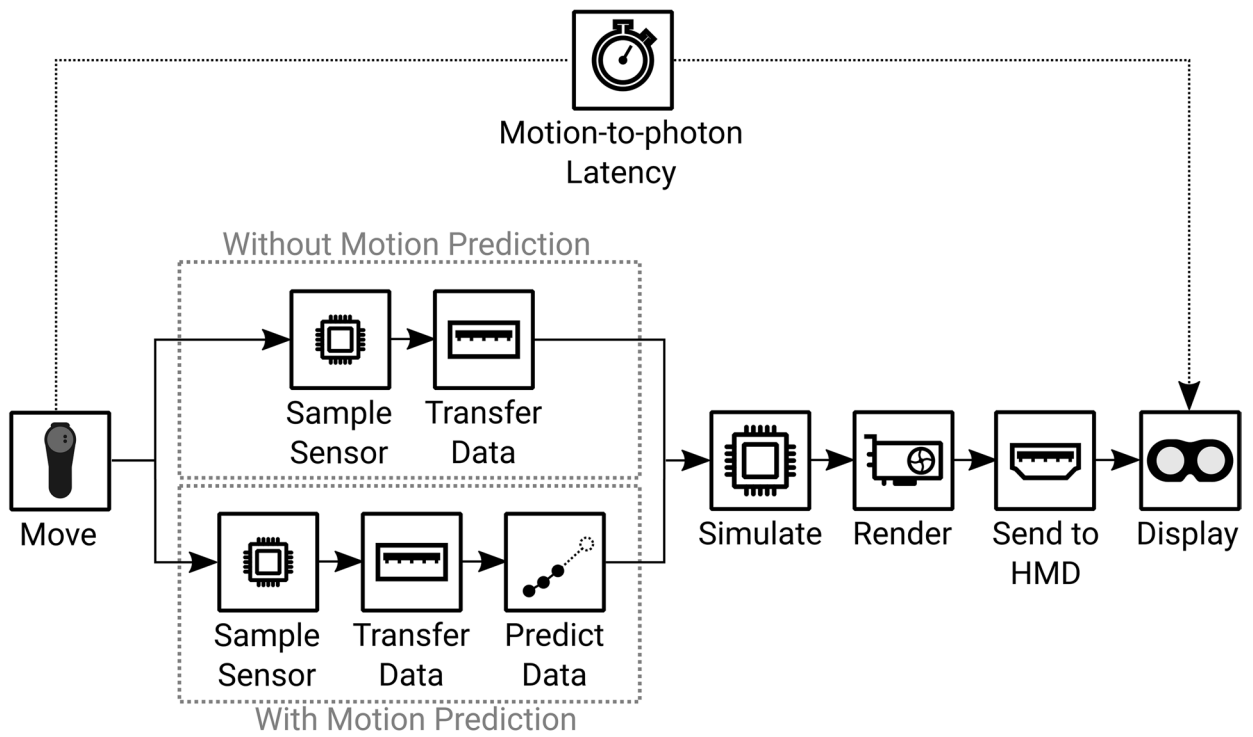 Motion-to-photon
Latency
Without Motion Prediction
Sample
Sensor
Transfer
Data
Move
Simulate
Render
Send to
HMD
Display
Sample
Sensor
Transfer
Data
Predict
Data
With Motion Prediction